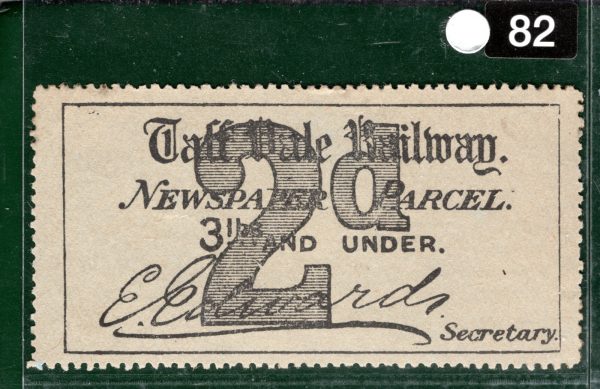 82
Taff Vale Railway.
NEWSPAPER PARCEL.
2d
3lbs AND UNDER.
E. Edwards.
Secretary.